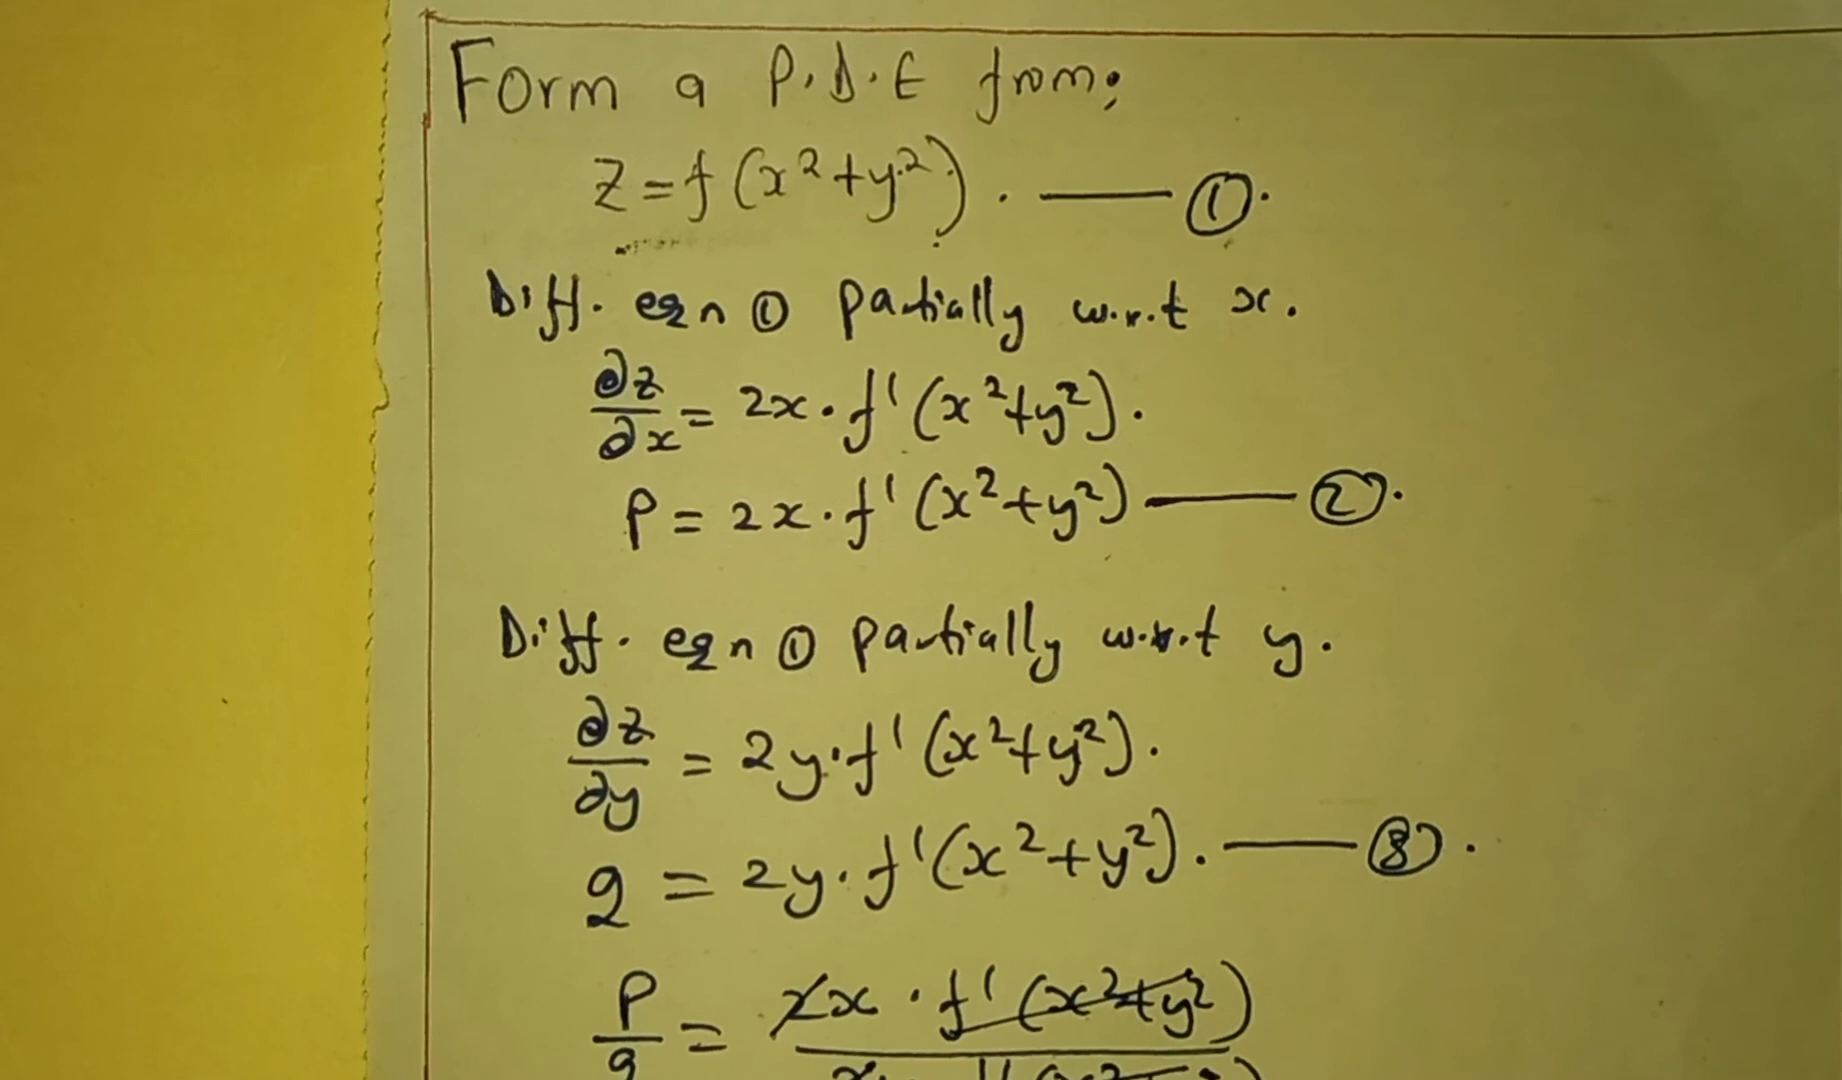 Form a P.D.E from:
z = f(x²+y²). —— ①.
Diff. eqn ① partially w.r.t x.
∂z/∂x = 2x·f'(x²+y²).
P = 2x·f'(x²+y²) —— ②.
Diff. eqn ① partially w.r.t y.
∂z/∂y = 2y·f'(x²+y²).
q = 2y·f'(x²+y²). —— ③.
P/q = 2x·f'(x²+y²)